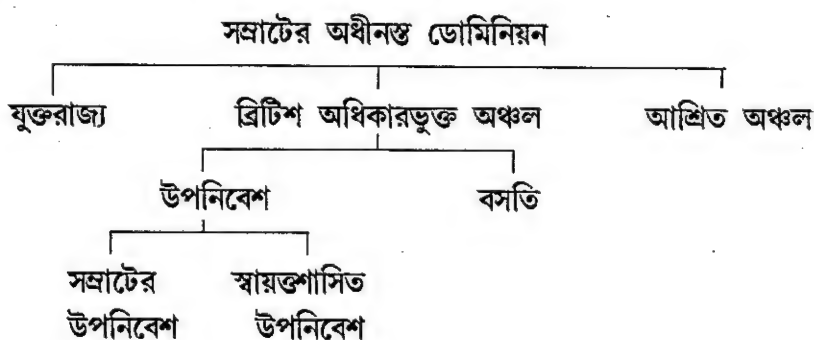 সম্রাটের অধীনস্ত ডোমিনিয়ন
যুক্তরাজ্য ব্রিটিশ অধিকারভুক্ত অঞ্চল আশ্রিত অঞ্চল
উপনিবেশ বসতি
সম্রাটের স্বায়ত্তশাসিত
উপনিবেশ উপনিবেশ